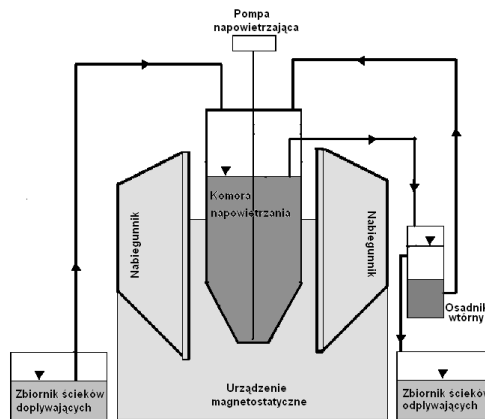 Pompa
napowietrzająca
Komora
napowietrzania
Nabiegunnik
Nabiegunnik
Osadnik
wtórny
Urządzenie
magnetostatyczne
Zbiornik ścieków
dopływających
Zbiornik ścieków
odpływających